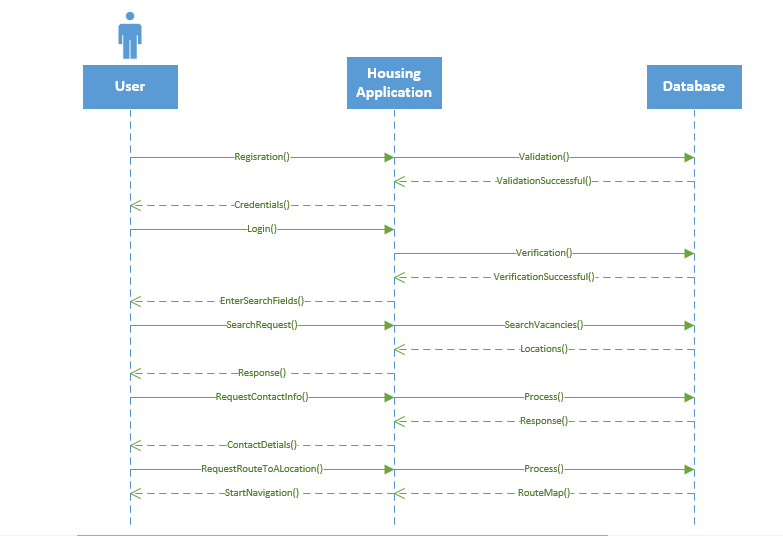 User
Housing
Application
Database
Regisration()
Validation()
ValidationSuccessful()
Credentials()
Login()
Verification()
VerificationSuccessful()
EnterSearchFields()
SearchRequest()
SearchVacancies()
Locations()
Response()
RequestContactInfo()
Process()
Response()
ContactDetials()
RequestRouteToALocation()
Process()
StartNavigation()
RouteMap()